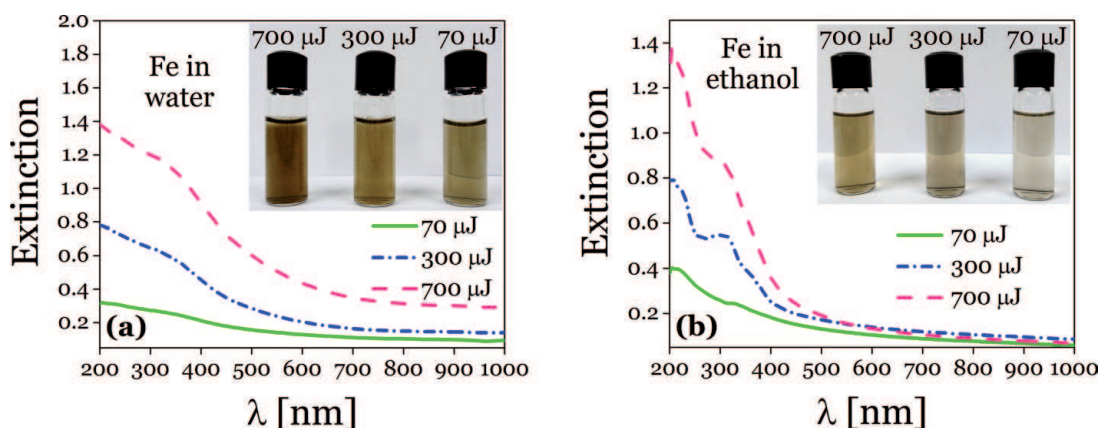 2.0
1.8
1.6
1.4
1.2
1.0
0.8
0.6
0.4
0.2
Extinction
Fe in
water
700 µJ 300 µJ 70 µJ
70 µJ
300 µJ
700 µJ
(a)
200 300 400 500 600 700 800 900 1000
λ [nm]
1.4
1.2
1.0
0.8
0.6
0.4
0.2
Extinction
Fe in
ethanol
700 µJ 300 µJ 70 µJ
70 µJ
300 µJ
700 µJ
(b)
200 300 400 500 600 700 800 900 1000
λ [nm]